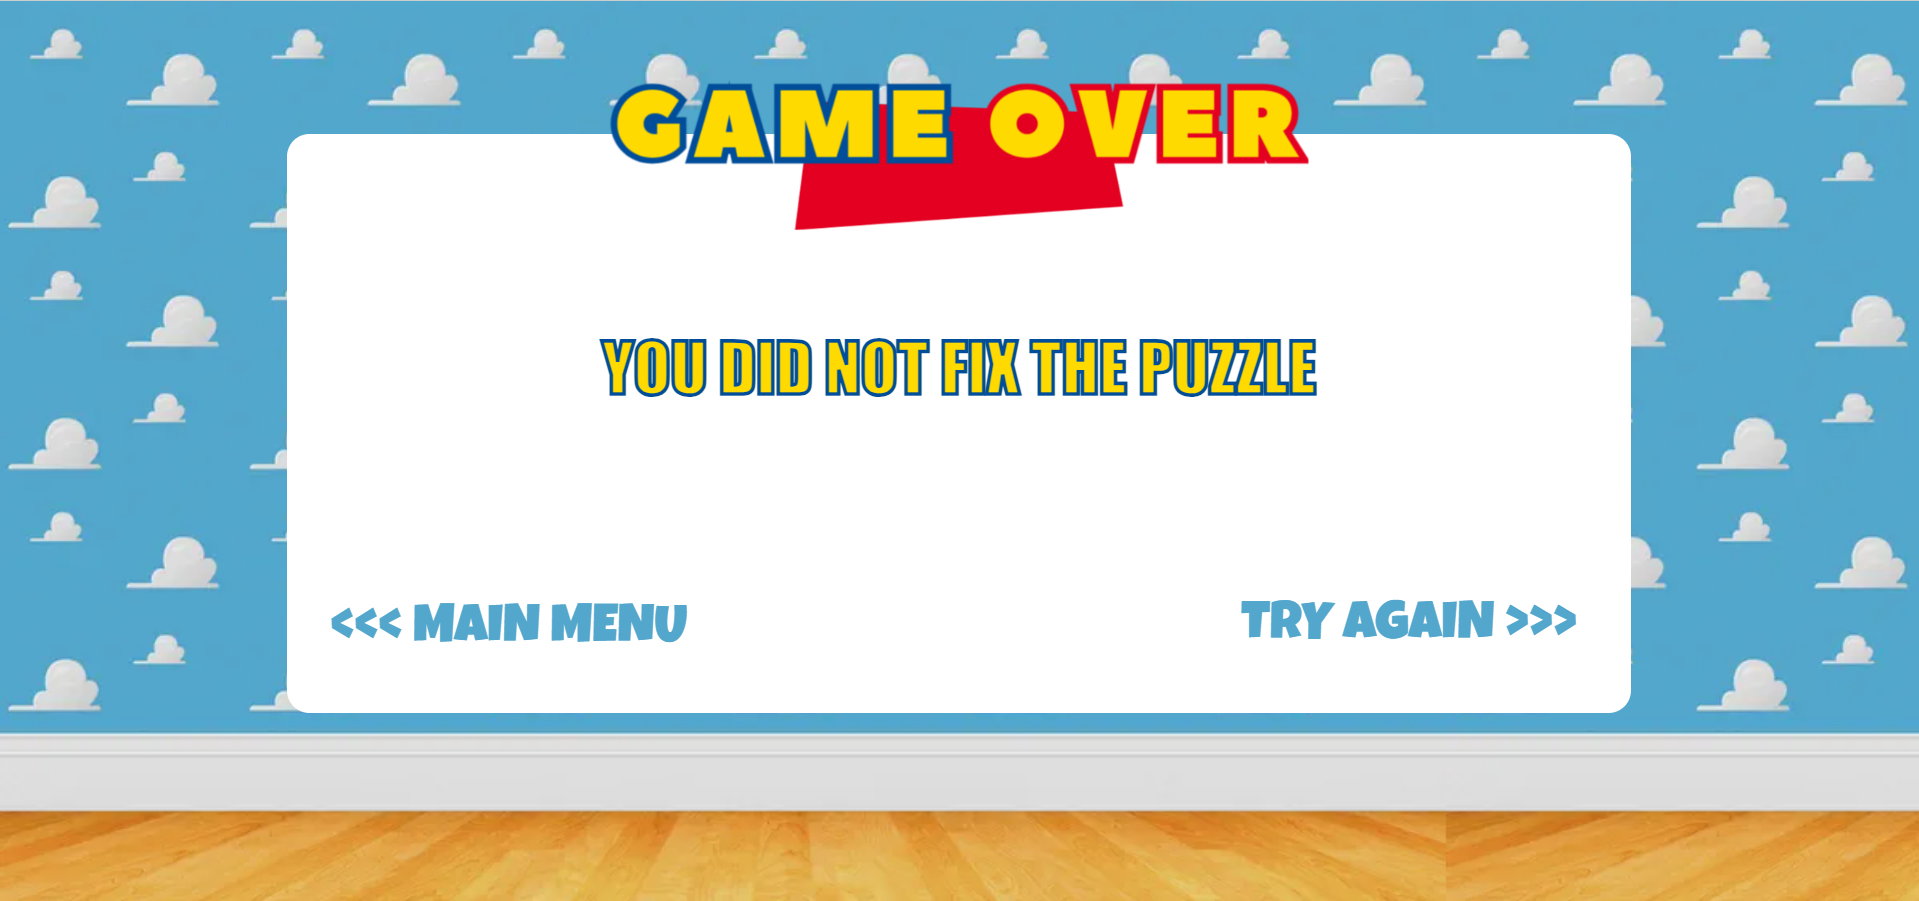 GAME OVER
YOU DID NOT FIX THE PUZZLE
<<< MAIN MENU
TRY AGAIN >>>